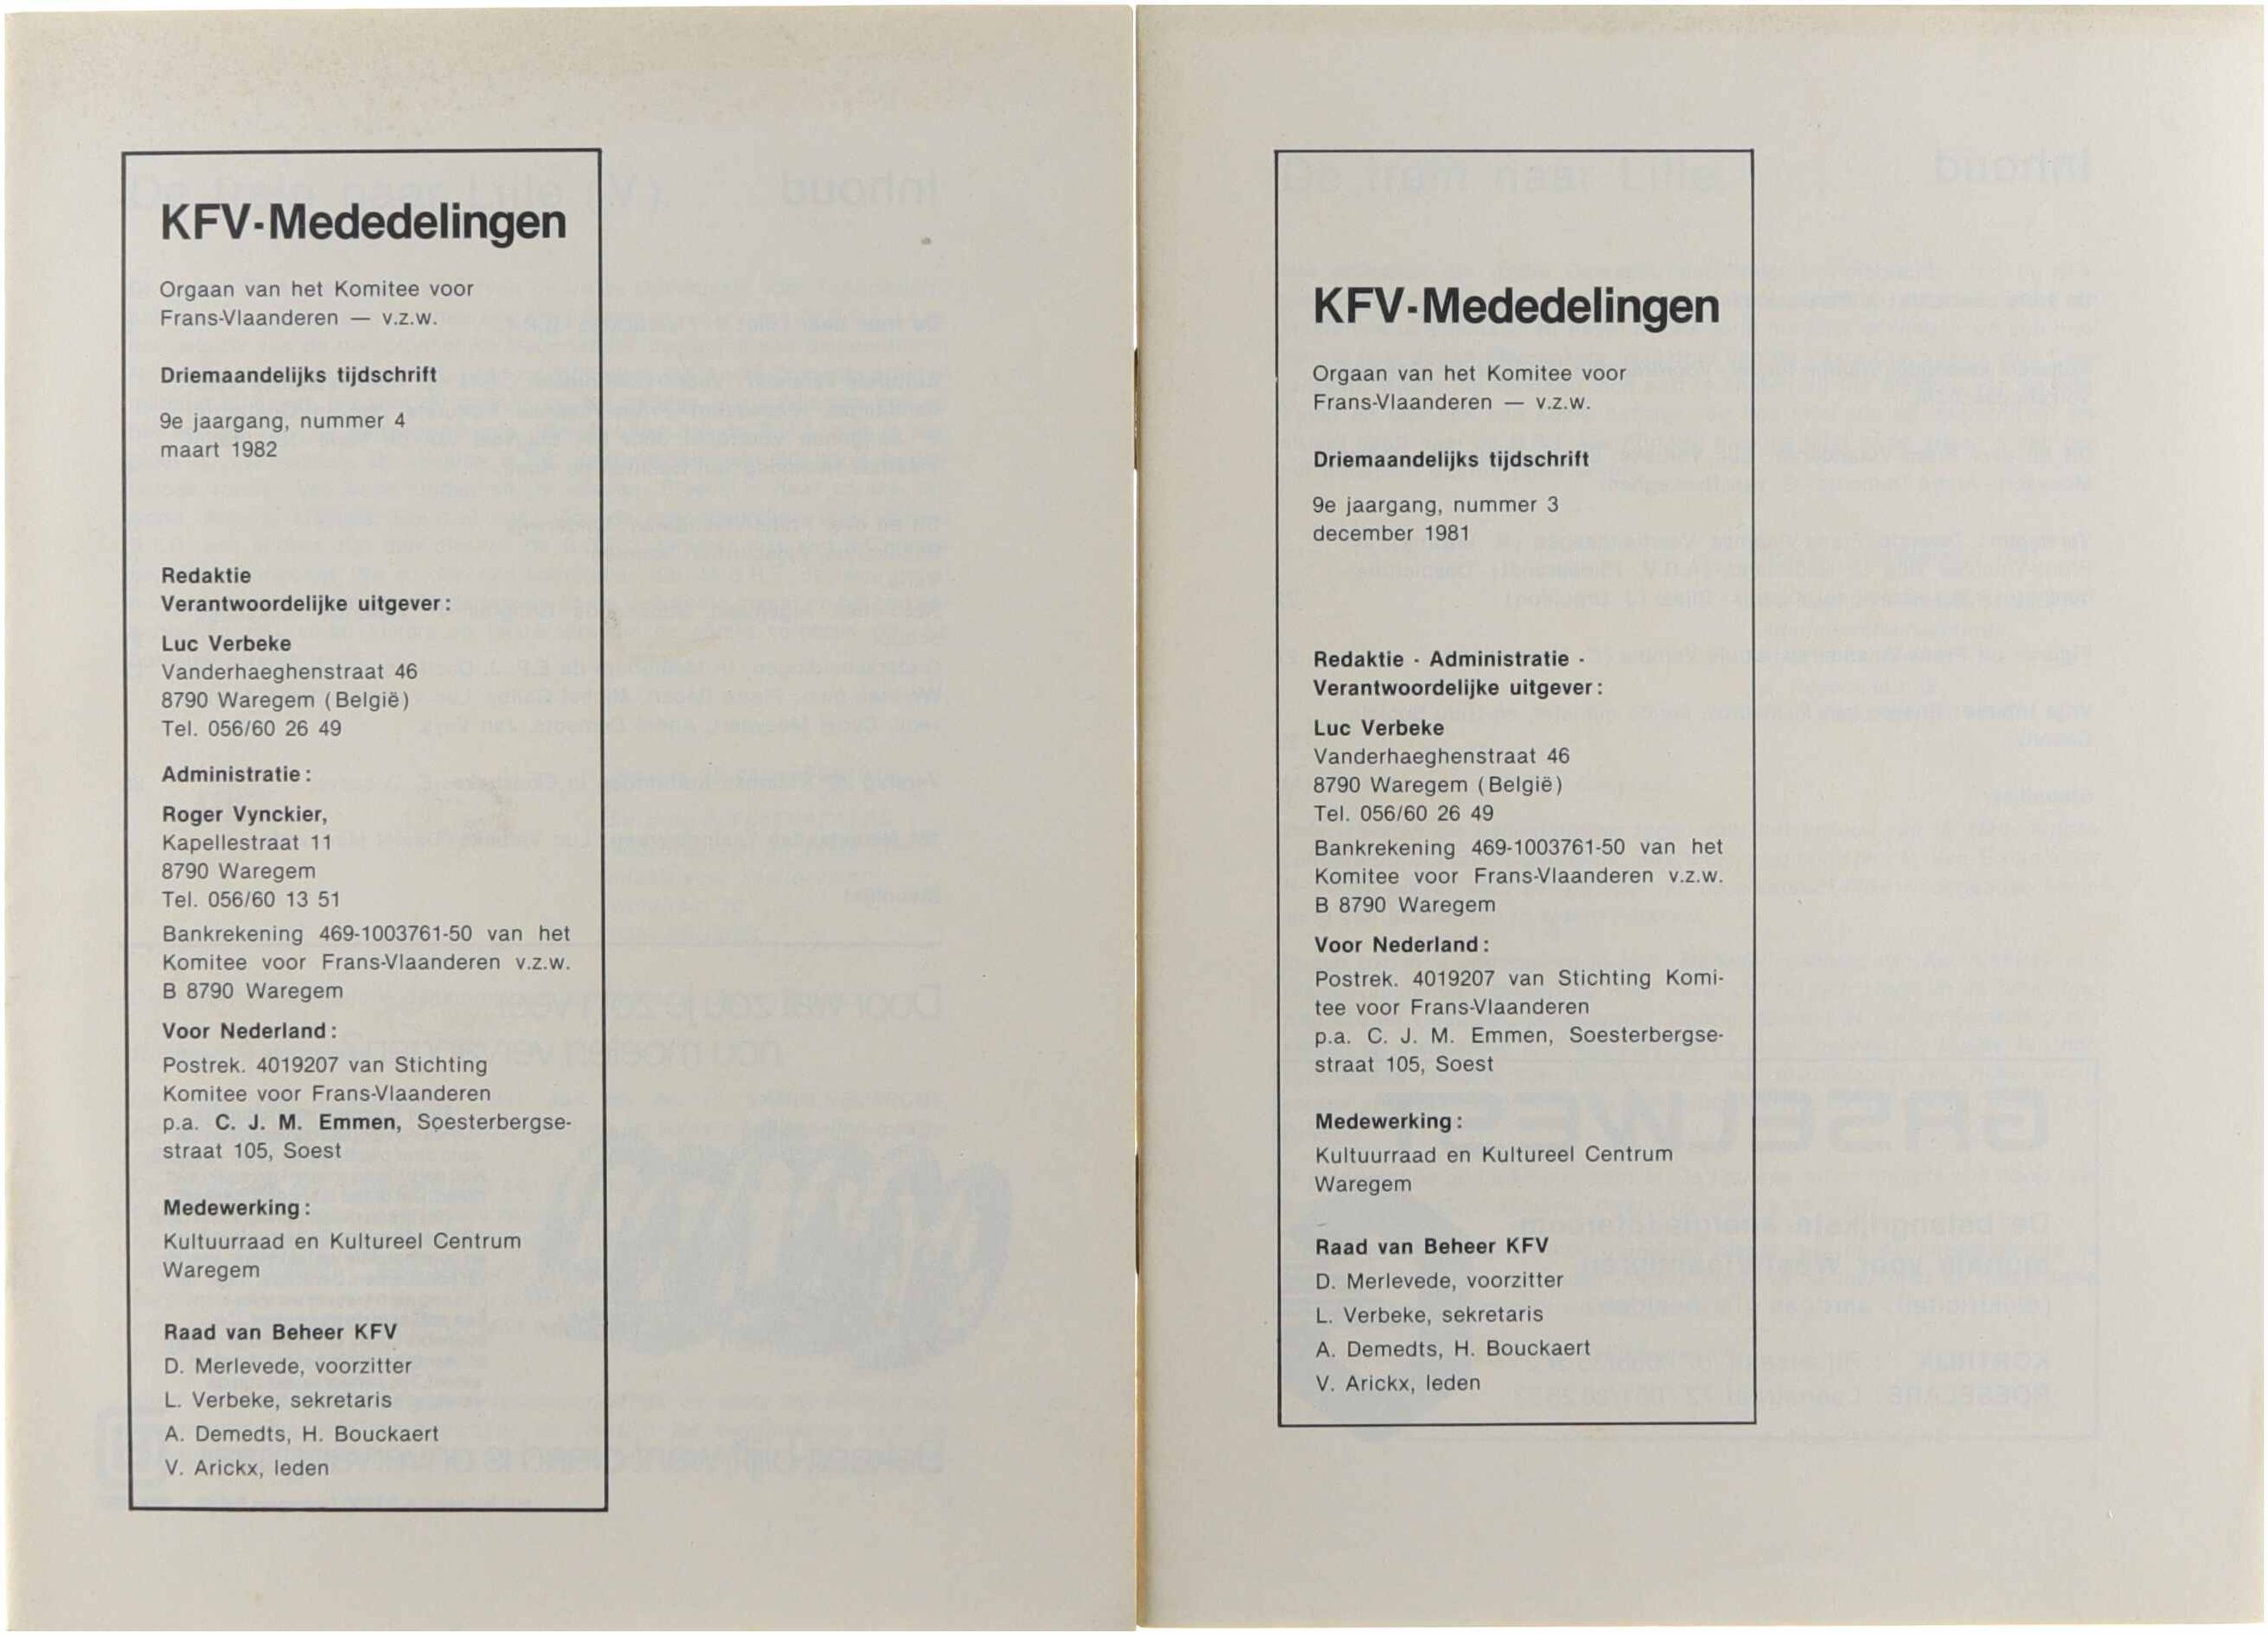 KFV-Mededelingen
Orgaan van het Komitee voor
Frans-Vlaanderen — v.z.w.
Driemaandelijks tijdschrift
9e jaargang, nummer 4
maart 1982
Redaktie
Verantwoordelijke uitgever:
Luc Verbeke
Vanderhaeghenstraat 46
8790 Waregem (België)
Tel. 056/60 26 49
Administratie:
Roger Vynckier,
Kapellestraat 11
8790 Waregem
Tel. 056/60 13 51
Bankrekening 469-1003761-50 van het
Komitee voor Frans-Vlaanderen v.z.w.
B 8790 Waregem
Voor Nederland:
Postrek. 4019207 van Stichting
Komitee voor Frans-Vlaanderen
p.a. C. J. M. Emmen, Soesterbergse-
straat 105, Soest
Medewerking:
Kultuurraad en Kultureel Centrum
Waregem
Raad van Beheer KFV
D. Merlevede, voorzitter
L. Verbeke, sekretaris
A. Demedts, H. Bouckaert
V. Arickx, leden
KFV-Mededelingen
Orgaan van het Komitee voor
Frans-Vlaanderen — v.z.w.
Driemaandelijks tijdschrift
9e jaargang, nummer 3
december 1981
Redaktie - Administratie -
Verantwoordelijke uitgever:
Luc Verbeke
Vanderhaeghenstraat 46
8790 Waregem (België)
Tel. 056/60 26 49
Bankrekening 469-1003761-50 van het
Komitee voor Frans-Vlaanderen v.z.w.
B 8790 Waregem
Voor Nederland:
Postrek. 4019207 van Stichting Komi-
tee voor Frans-Vlaanderen
p.a. C. J. M. Emmen, Soesterbergse-
straat 105, Soest
Medewerking:
Kultuurraad en Kultureel Centrum
Waregem
Raad van Beheer KFV
D. Merlevede, voorzitter
L. Verbeke, sekretaris
A. Demedts, H. Bouckaert
V. Arickx, leden